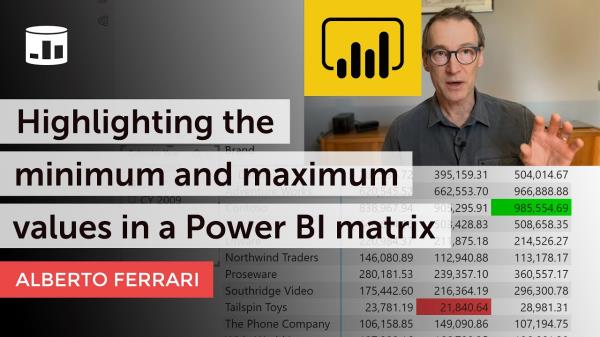 Highlighting the
minimum and maximum
values in a Power BI matrix
ALBERTO FERRARI
Brand
395,159.31 504,014.67
662,553.70 966,888.88
CY 2009
985,554.69
508,658.35
214,526.27
Northwind Traders 146,080.89 112,940.88 113,178.17
Proseware 280,181.53 239,357.10 360,557.17
Southridge Video 175,442.60 216,364.19 296,300.78
Tailspin Toys 23,781.19 21,840.64 28,981.31
The Phone Company 106,158.85 149,090.86 107,194.75